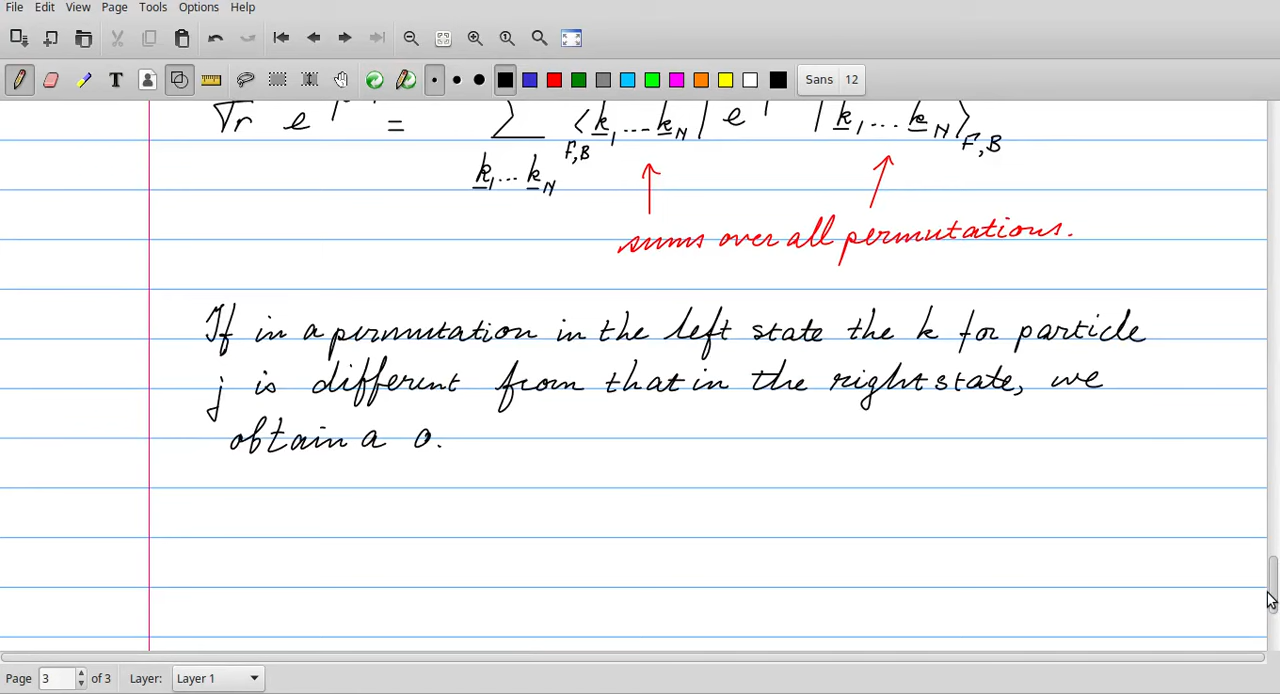 File Edit View Page Tools Options Help
Sans 12
Tr e =
∑ F,B⟨k1...kN| e |k1...kN⟩F,B
k1...kN
sums over all permutations.
If in a permutation in the left state the k for particle
j is different from that in the right state, we
obtain a 0.
Page 3 of 3 Layer: Layer 1